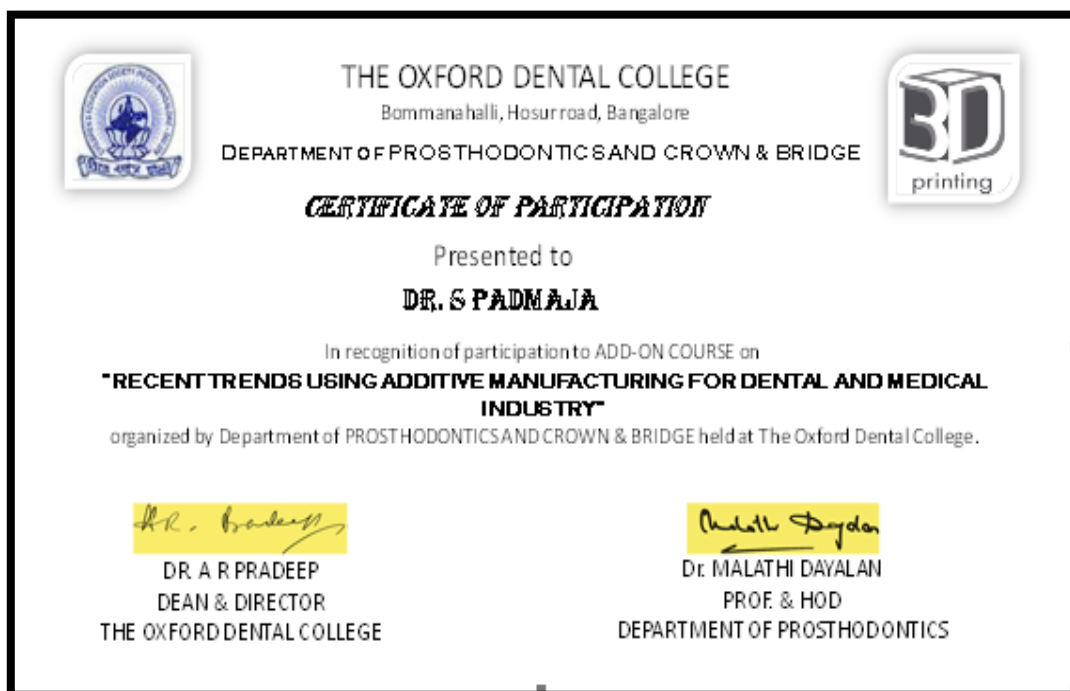 THE OXFORD DENTAL COLLEGE
Bommanahalli, Hosur road, Bangalore
DEPARTMENT OF PROSTHODONTICS AND CROWN & BRIDGE
3D
printing
CERTIFICATE OF PARTICIPATION
Presented to
DR. S PADMAJA
In recognition of participation to ADD-ON COURSE on
"RECENT TRENDS USING ADDITIVE MANUFACTURING FOR DENTAL AND MEDICAL
INDUSTRY"
organized by Department of PROSTHODONTICS AND CROWN & BRIDGE held at The Oxford Dental College.
DR. A R PRADEEP
DEAN & DIRECTOR
THE OXFORD DENTAL COLLEGE
Dr. MALATHI DAYALAN
PROF. & HOD
DEPARTMENT OF PROSTHODONTICS